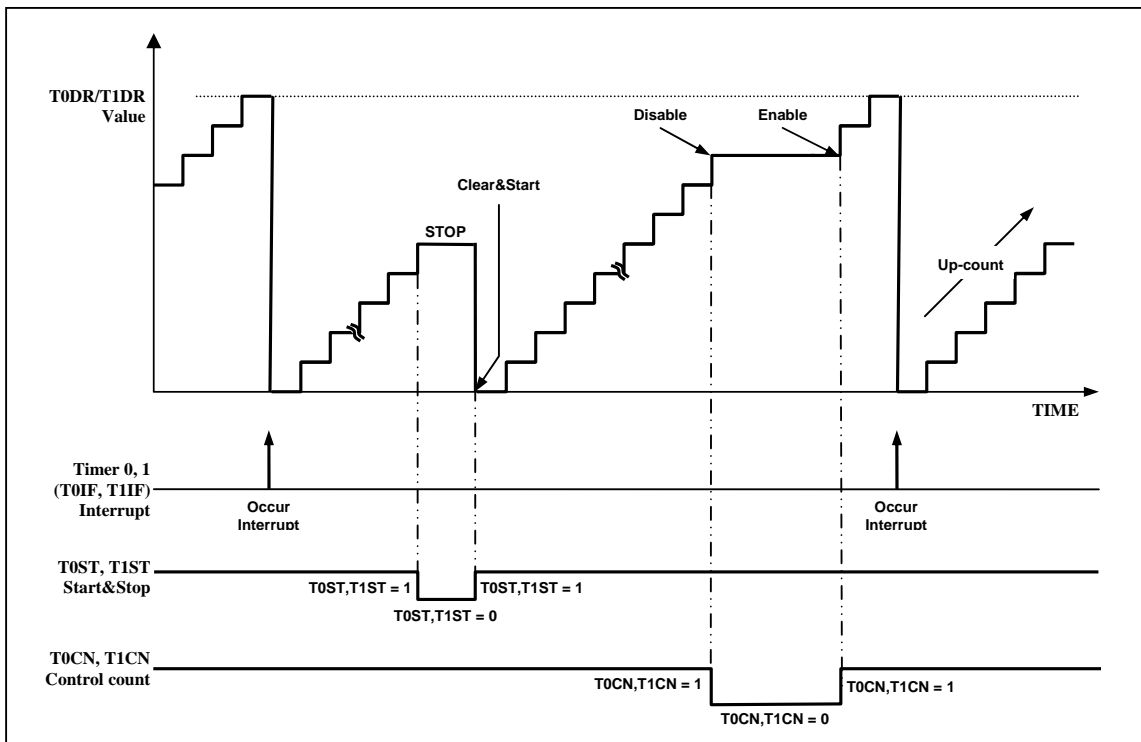 T0DR/T1DR
Value
Disable
Enable
Clear&Start
STOP
Up-count
TIME
Timer 0, 1
(T0IF, T1IF)
Interrupt
Occur
Interrupt
Occur
Interrupt
T0ST, T1ST
Start&Stop
T0ST,T1ST = 1
T0ST,T1ST = 1
T0ST,T1ST = 0
T0CN, T1CN
Control count
T0CN,T1CN = 1
T0CN,T1CN = 1
T0CN,T1CN = 0